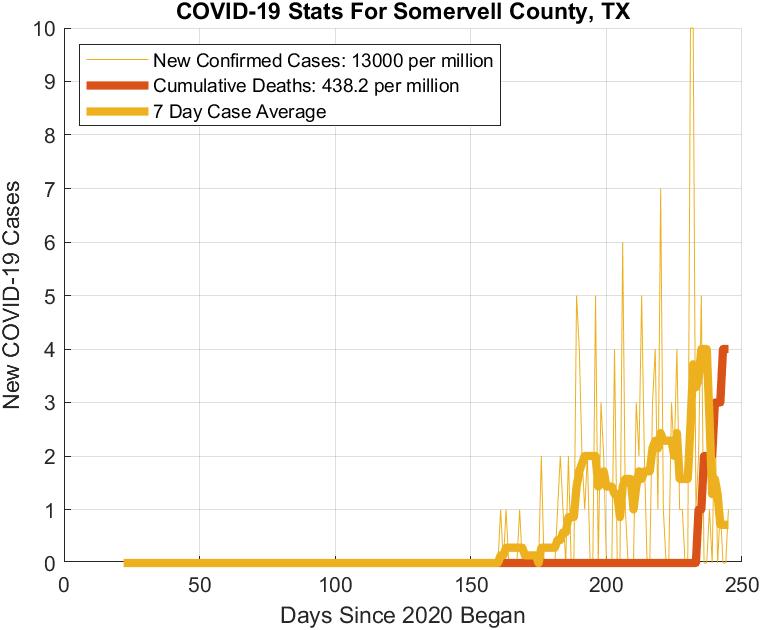 COVID-19 Stats For Somervell County, TX
New Confirmed Cases: 13000 per million
Cumulative Deaths: 438.2 per million
7 Day Case Average
New COVID-19 Cases
10
9
8
7
6
5
4
3
2
1
0
0 50 100 150 200 250
Days Since 2020 Began